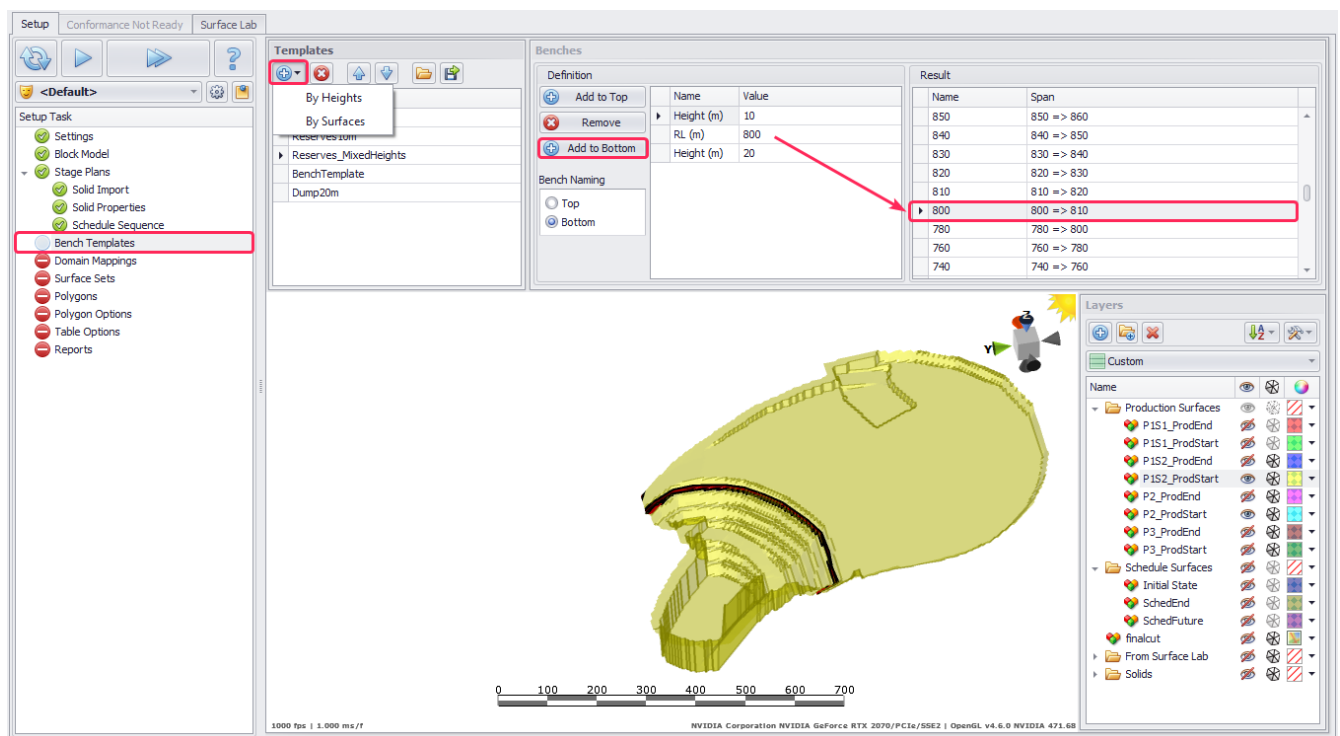 Setup
Conformance Not Ready
Surface Lab
<Default>
Setup Task
Settings
Block Model
Stage Plans
Solid Import
Solid Properties
Schedule Sequence
Bench Templates
Domain Mappings
Surface Sets
Polygons
Polygon Options
Table Options
Reports
Templates
By Heights
By Surfaces
Reserves10m
Reserves_MixedHeights
BenchTemplate
Dump20m
Benches
Definition
Add to Top
Remove
Add to Bottom
Bench Naming
Top
Bottom
Name Value
Height (m) 10
RL (m) 800
Height (m) 20
Result
Name Span
850 850 => 860
840 840 => 850
830 830 => 840
820 820 => 830
810 810 => 820
800 800 => 810
780 780 => 800
760 760 => 780
740 740 => 760
Z
Y
0 100 200 300 400 500 600 700
1000 fps | 1.000 ms/f
NVIDIA Corporation NVIDIA GeForce RTX 2070/PCIe/SSE2 | OpenGL v4.6.0 NVIDIA 471.68
Layers
Custom
Name
Production Surfaces
P1S1_ProdEnd
P1S1_ProdStart
P1S2_ProdEnd
P1S2_ProdStart
P2_ProdEnd
P2_ProdStart
P3_ProdEnd
P3_ProdStart
Schedule Surfaces
Initial State
SchedEnd
SchedFuture
finalcut
From Surface Lab
Solids